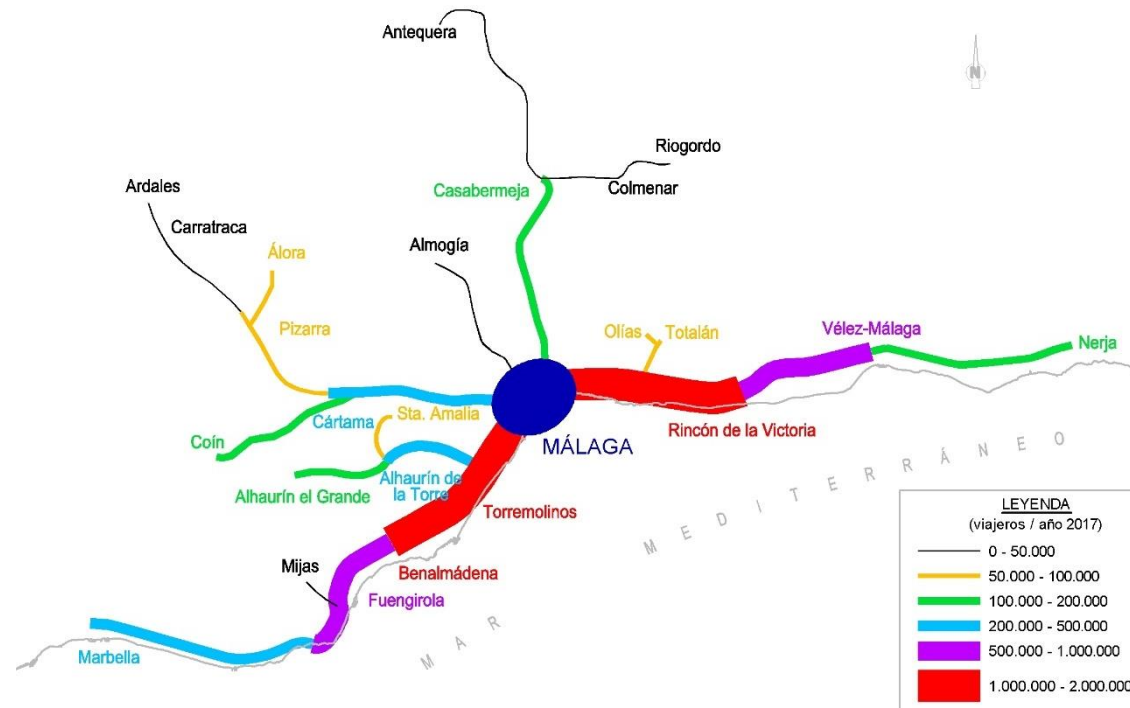 Antequera
N
Riogordo
Colmenar
Casabermeja
Ardales
Carratraca
Almogía
Álora
Pizarra
Olías
Totalán
Vélez-Málaga
Nerja
Cártama
Sta. Amalia
Coín
MÁLAGA
Rincón de la Victoria
Alhaurín el Grande
Alhaurín de
la Torre
Torremolinos
Benalmádena
Mijas
Fuengirola
Marbella
MAR MEDITERRÁNEO
LEYENDA
(viajeros / año 2017)
0 - 50.000
50.000 - 100.000
100.000 - 200.000
200.000 - 500.000
500.000 - 1.000.000
1.000.000 - 2.000.000